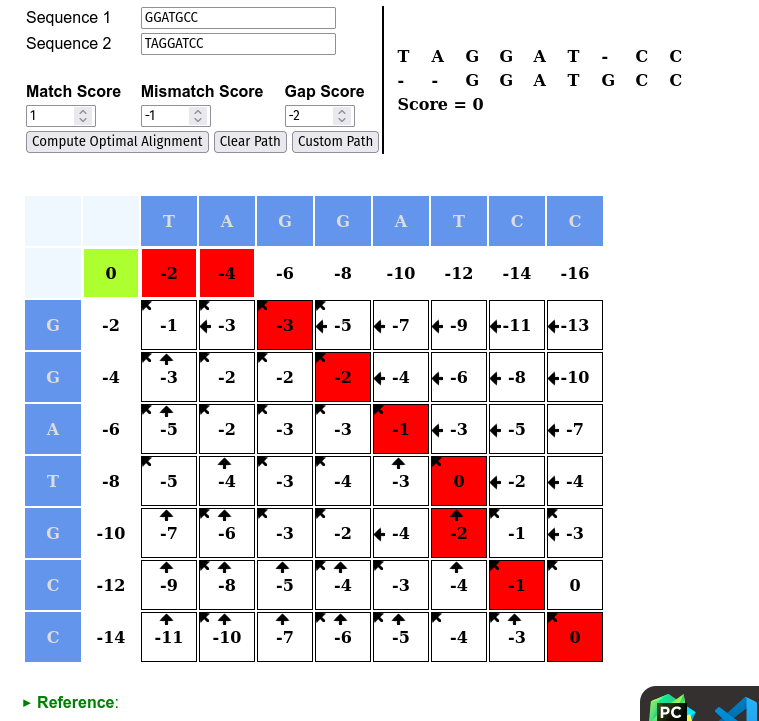 Sequence 1 GGATGCC
Sequence 2 TAGGATCC
Match Score Mismatch Score Gap Score
1 -1 -2
Compute Optimal Alignment Clear Path Custom Path
T A G G A T - C C
- - G G A T G C C
Score = 0
T A G G A T C C
0 -2 -4 -6 -8 -10 -12 -14 -16
G -2 -1 -3 -3 -5 -7 -9 -11 -13
G -4 -3 -2 -2 -2 -4 -6 -8 -10
A -6 -5 -2 -3 -3 -1 -3 -5 -7
T -8 -5 -4 -3 -4 -3 0 -2 -4
G -10 -7 -6 -3 -2 -4 -2 -1 -3
C -12 -9 -8 -5 -4 -3 -4 -1 0
C -14 -11 -10 -7 -6 -5 -4 -3 0
► Reference:
PC